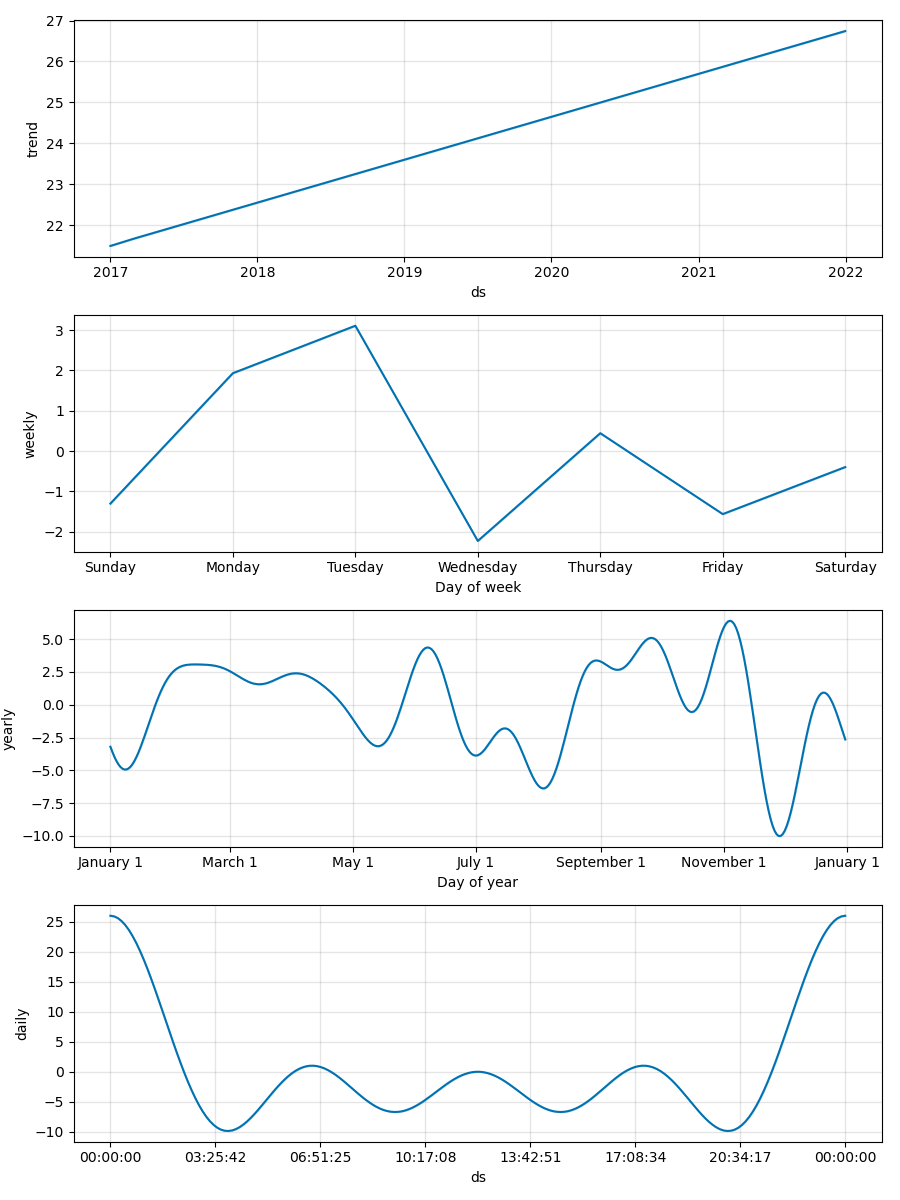 27
26
25
24
23
22
trend
2017 2018 2019 2020 2021 2022
ds
3
2
1
0
−1
−2
weekly
Sunday Monday Tuesday Wednesday Thursday Friday Saturday
Day of week
5.0
2.5
0.0
−2.5
−5.0
−7.5
−10.0
yearly
January 1 March 1 May 1 July 1 September 1 November 1 January 1
Day of year
25
20
15
10
5
0
−5
−10
daily
00:00:00 03:25:42 06:51:25 10:17:08 13:42:51 17:08:34 20:34:17 00:00:00
ds